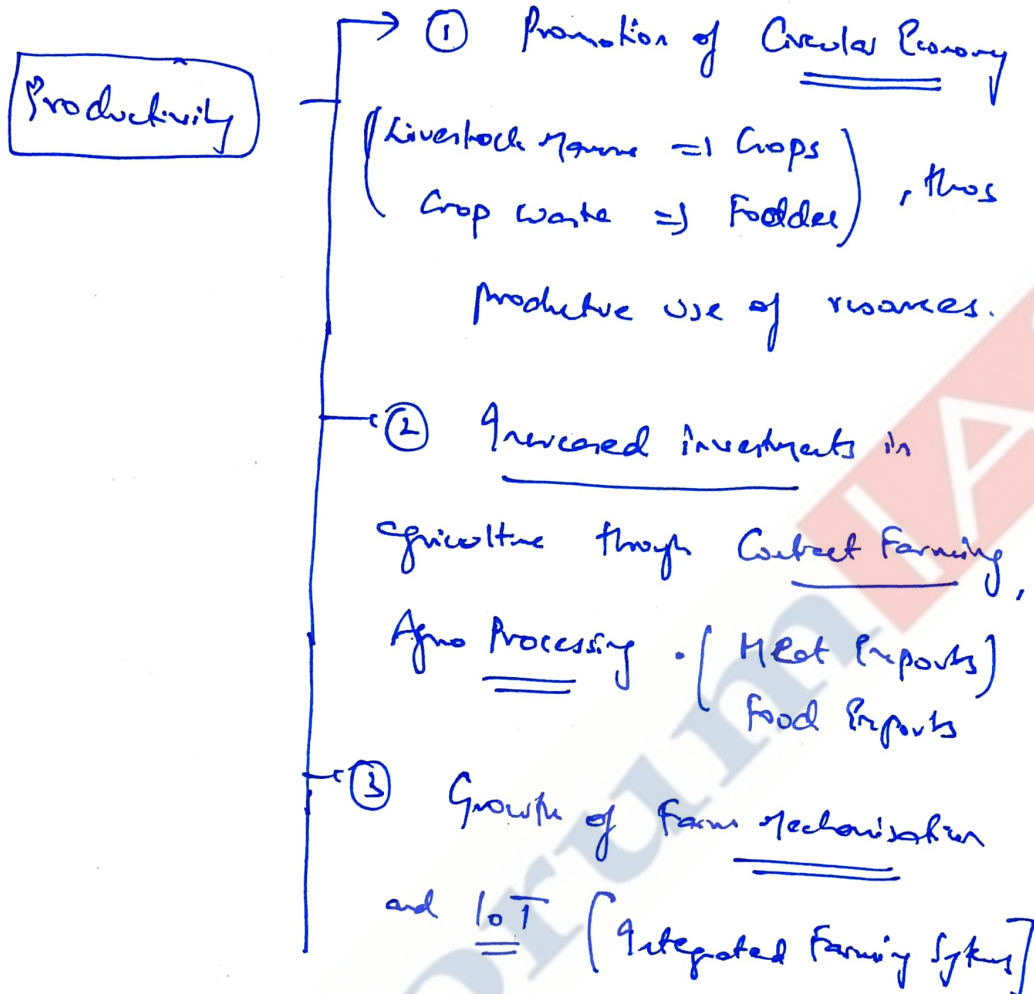 Productivity
① Promotion of Circular Economy
(Livestock Manure => Crops
Crop waste => Fodder), thus
productive use of resources.
② Increased investments in
agriculture through Contract Farming,
Agro Processing. (Meat Exports)
Food Exports
③ Growth of Farm Mechanisation
and IoT [Integrated Farming System]
orumIA